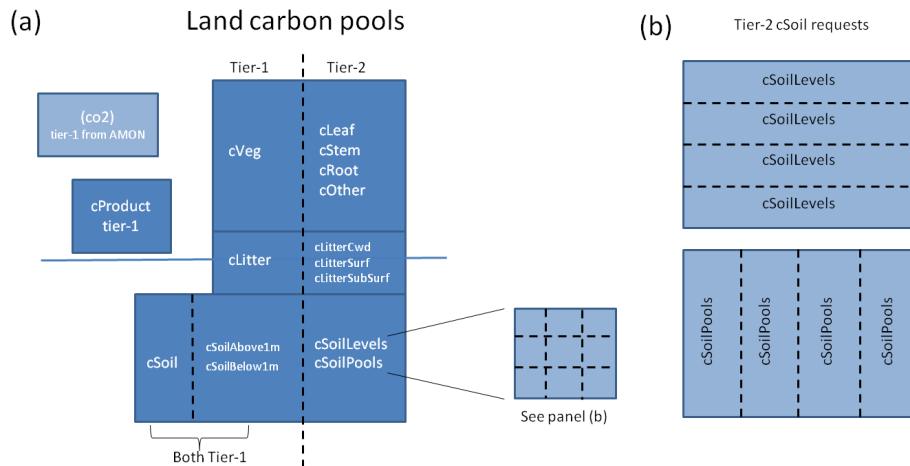 (a)
Land carbon pools
Tier-1
Tier-2
(co2)
tier-1 from AMON
cProduct
tier-1
cVeg
cLeaf
cStem
cRoot
cOther
cLitter
cLitterCwd
cLitterSurf
cLitterSubSurf
cSoil
cSoilAbove1m
cSoilBelow1m
cSoilLevels
cSoilPools
Both Tier-1
See panel (b)
(b)
Tier-2 cSoil requests
cSoilLevels
cSoilLevels
cSoilLevels
cSoilLevels
cSoilPools
cSoilPools
cSoilPools
cSoilPools